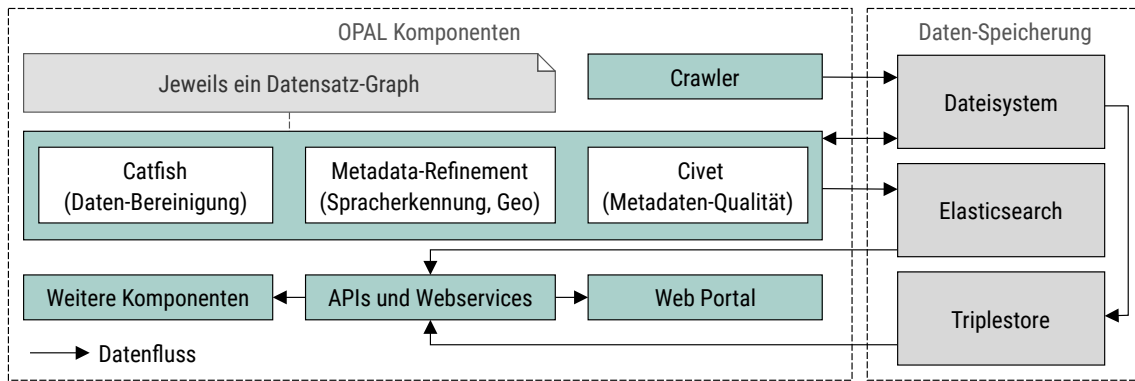 OPAL Komponenten
Daten-Speicherung
Jeweils ein Datensatz-Graph
Crawler
Dateisystem
Catfish
(Daten-Bereinigung)
Metadata-Refinement
(Spracherkennung, Geo)
Civet
(Metadaten-Qualität)
Elasticsearch
Weitere Komponenten
APIs und Webservices
Web Portal
Triplestore
Datenfluss